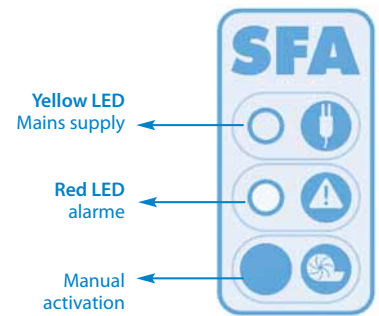 SFA
Yellow LED
Mains supply
Red LED
alarme
Manual
activation